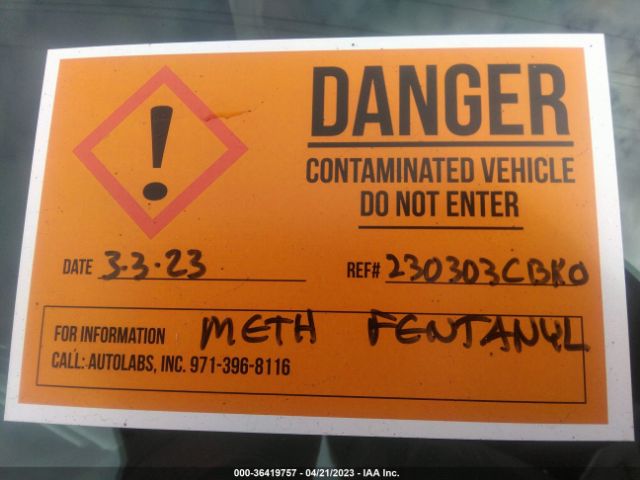 DANGER
CONTAMINATED VEHICLE
DO NOT ENTER
DATE 3.3.23 REF# 230303CBKO
FOR INFORMATION METH FENTANYL
CALL: AUTOLABS, INC. 971-396-8116
000-36419757 - 04/21/2023 - IAA Inc.